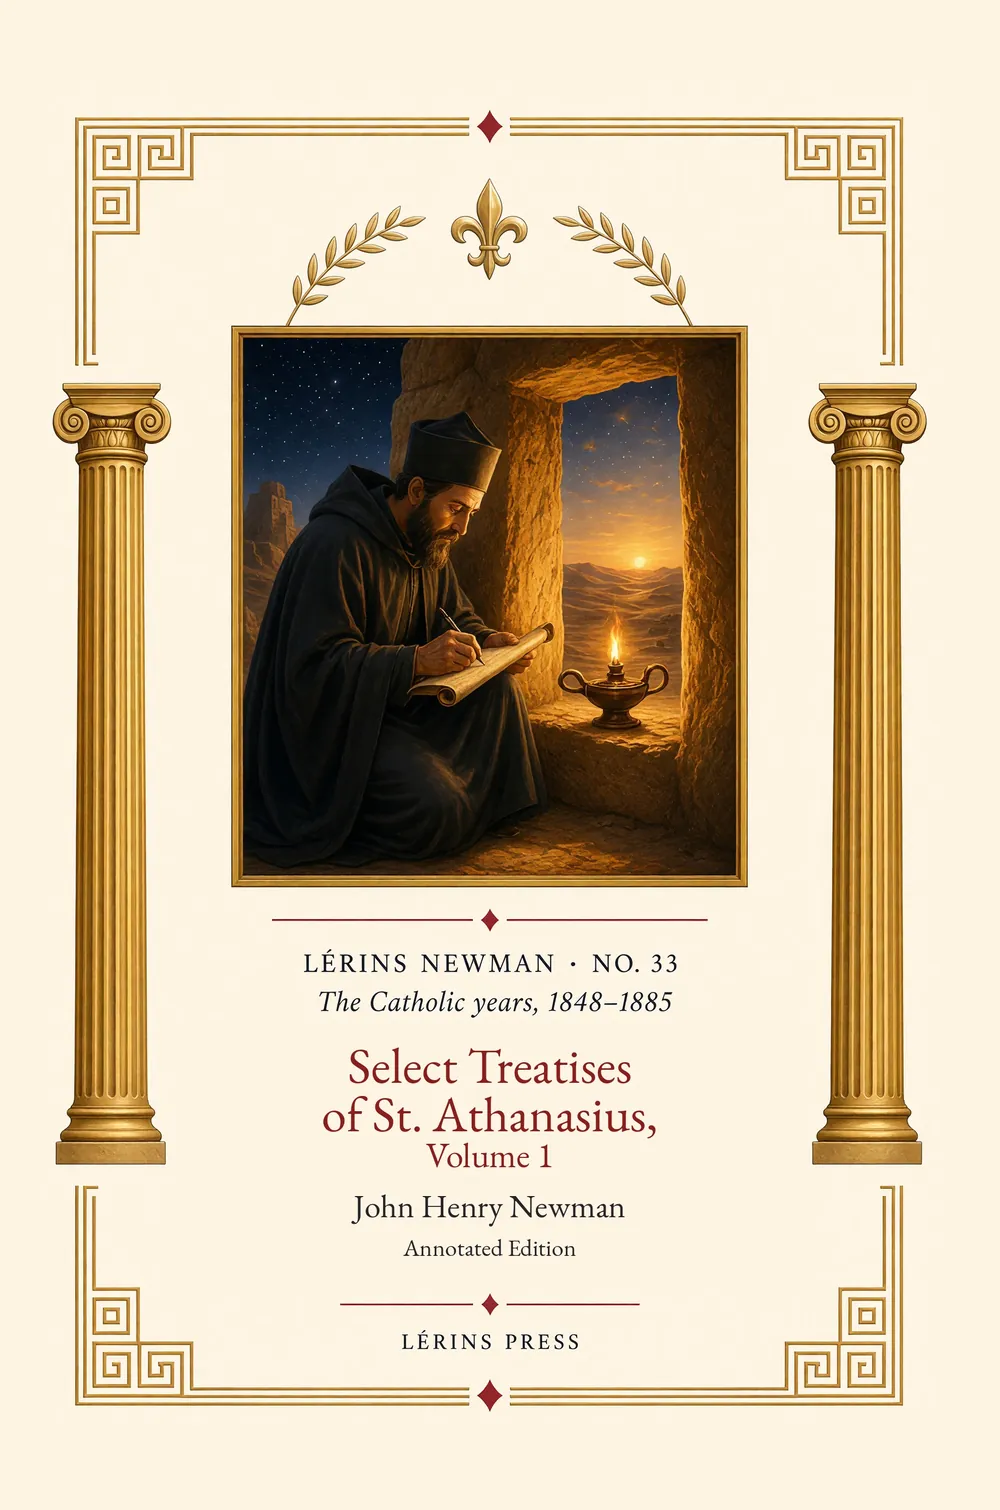 LÉRINS NEWMAN · NO. 33
The Catholic years, 1848–1885
Select Treatises
of St. Athanasius,
Volume 1
John Henry Newman
Annotated Edition
LÉRINS PRESS